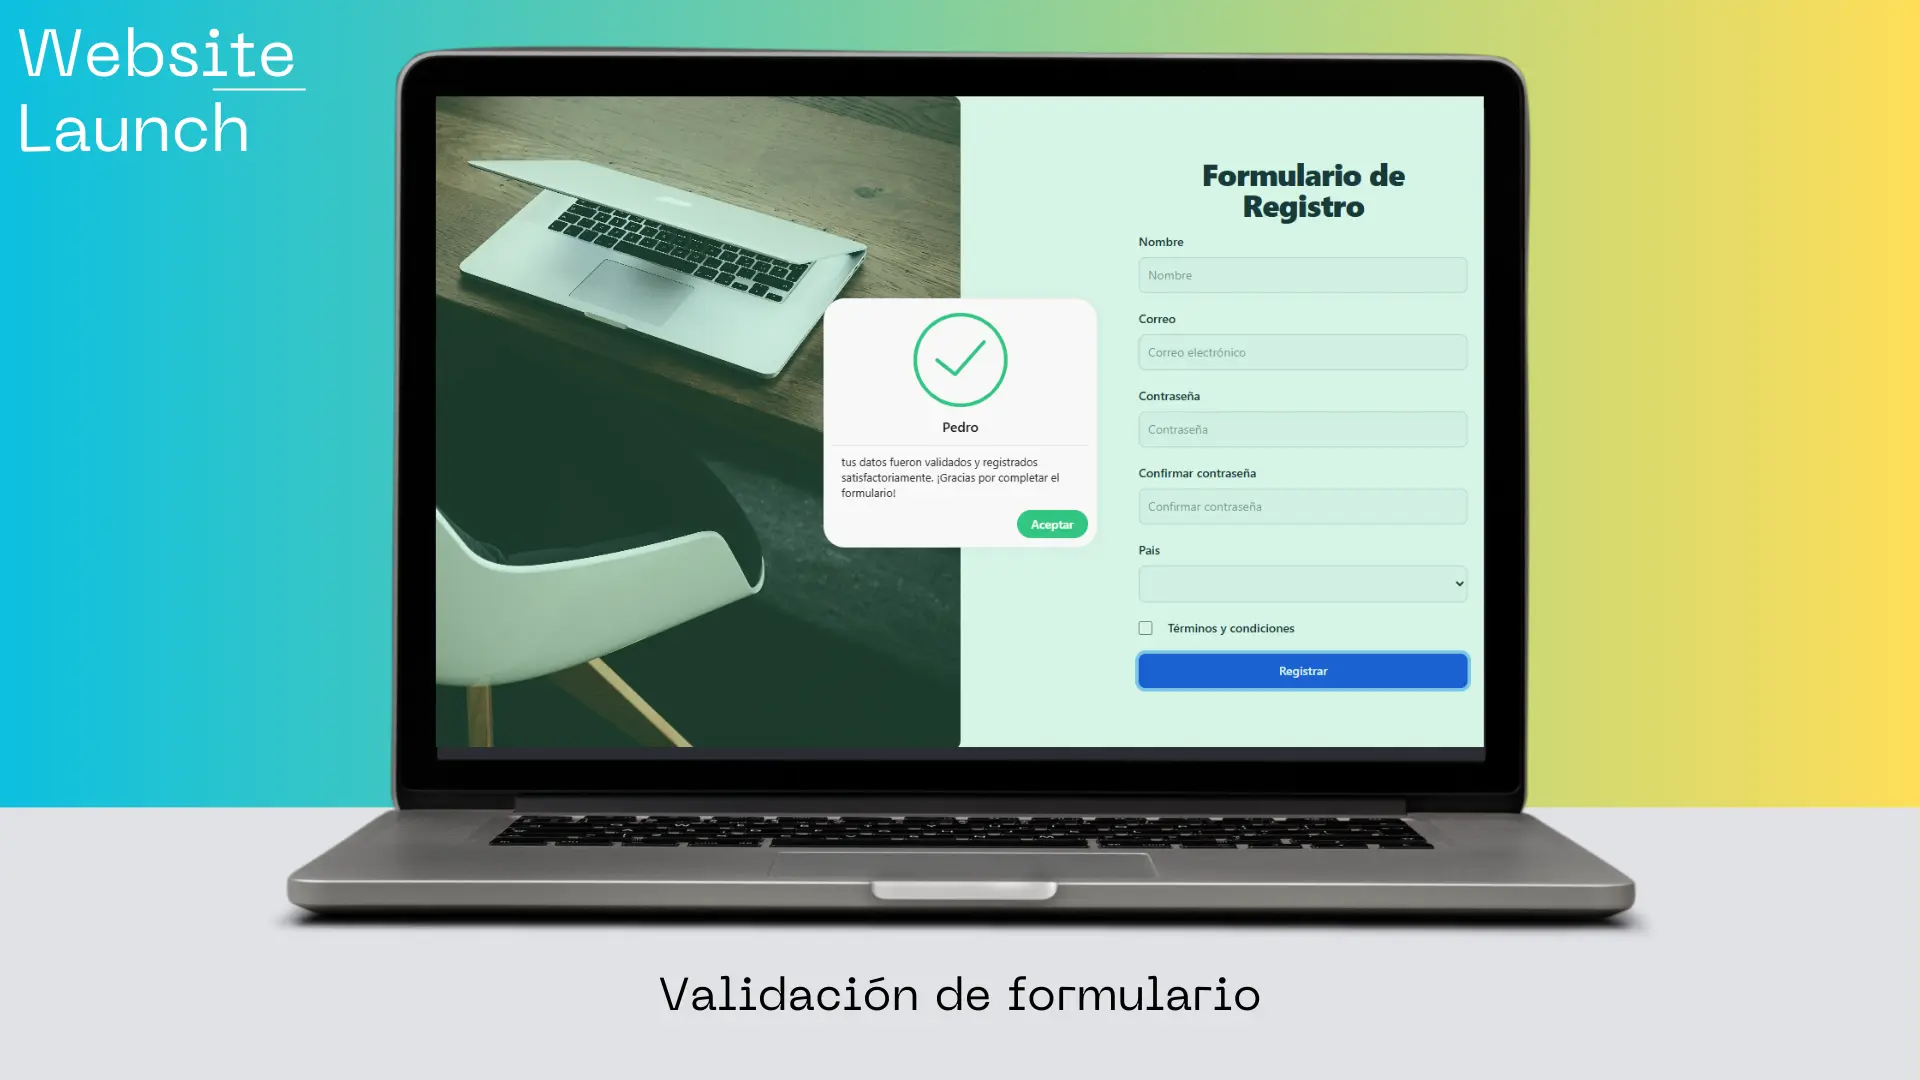 Website
Launch
Formulario de
Registro
Nombre
Nombre
Correo
Correo electrónico
Contraseña
Contraseña
Confirmar contraseña
Confirmar contraseña
Pais
Términos y condiciones
Registrar
Pedro
tus datos fueron validados y registrados
satisfactoriamente. ¡Gracias por completar el
formulario!
Aceptar
Validación de formulario